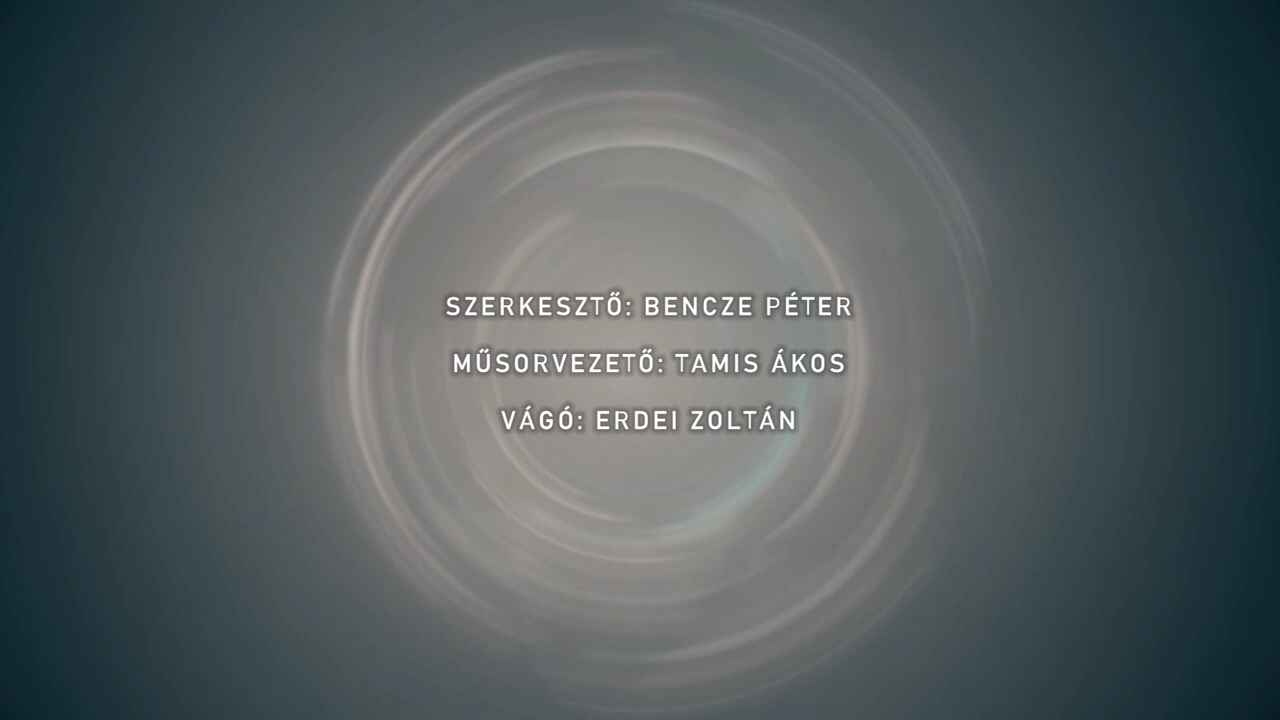 SZERKESZTŐ: BENCZE PÉTER
MŰSORVEZETŐ: TAMIS ÁKOS
VÁGÓ: ERDEI ZOLTÁN